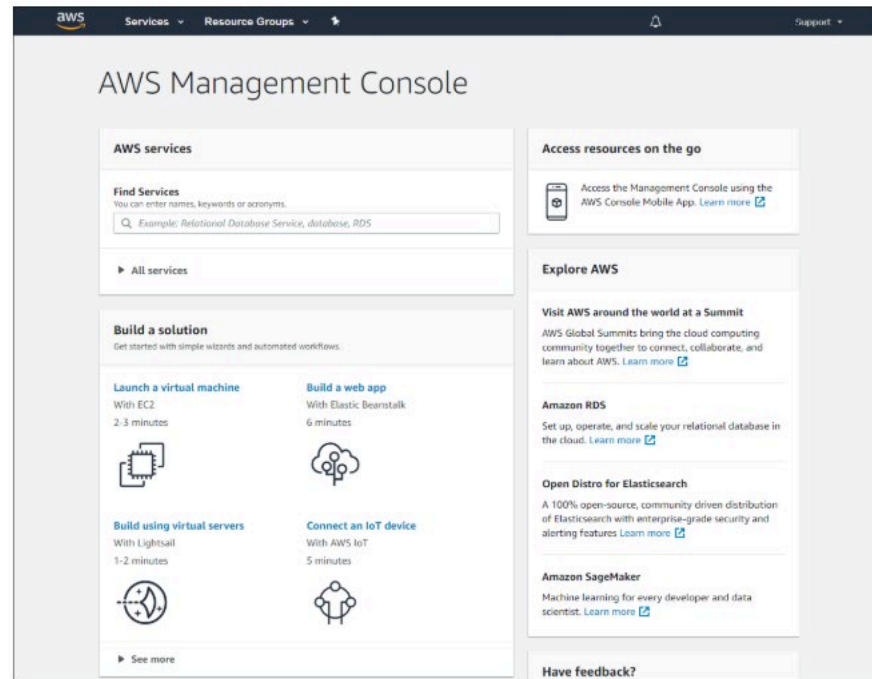 aws
Services
Resource Groups
Support
AWS Management Console
AWS services
Find Services
You can enter names, keywords or acronyms.
Example: Relational Database Service, database, RDS
All services
Build a solution
Get started with simple wizards and automated workflows.
Launch a virtual machine
With EC2
2-3 minutes
Build a web app
With Elastic Beanstalk
6 minutes
Build using virtual servers
With Lightsail
1-2 minutes
Connect an IoT device
With AWS IoT
5 minutes
See more
Access resources on the go
Access the Management Console using the
AWS Console Mobile App. Learn more
Explore AWS
Visit AWS around the world at a Summit
AWS Global Summits bring the cloud computing
community together to connect, collaborate, and
learn about AWS. Learn more
Amazon RDS
Set up, operate, and scale your relational database in
the cloud. Learn more
Open Distro for Elasticsearch
A 100% open-source, community driven distribution
of Elasticsearch with enterprise-grade security and
alerting features Learn more
Amazon SageMaker
Machine learning for every developer and data
scientist. Learn more
Have feedback?